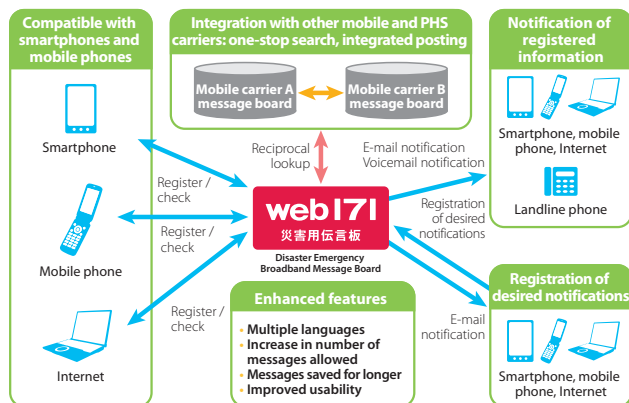 Compatible with
smartphones and
mobile phones
Smartphone
Mobile phone
Internet
Register /
check
Register /
check
Register /
check
Integration with other mobile and PHS
carriers: one-stop search, integrated posting
Mobile carrier A
message board
Mobile carrier B
message board
Reciprocal
lookup
E-mail notification
Voicemail notification
web171
災害用伝言板
Disaster Emergency
Broadband Message Board
Registration
of desired
notifications
E-mail
notification
Enhanced features
• Multiple languages
• Increase in number of
messages allowed
• Messages saved for longer
• Improved usability
Notification of
registered
information
Smartphone, mobile
phone, Internet
Landline phone
Registration of
desired notifications
Smartphone, mobile
phone, Internet